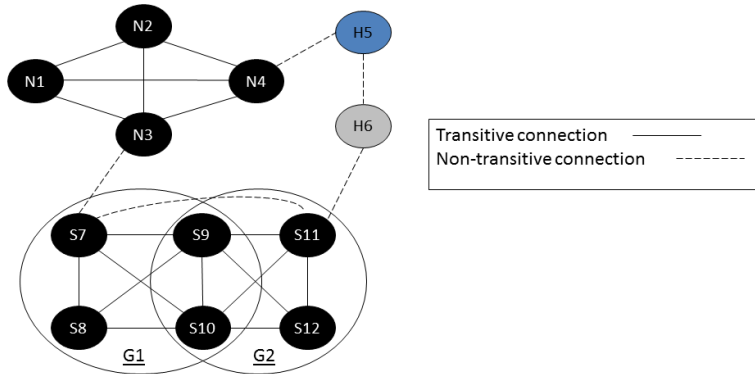 N2
H5
N1
N4
H6
N3
Transitive connection
Non-transitive connection
S7
S9
S11
S8
S10
S12
G1
G2